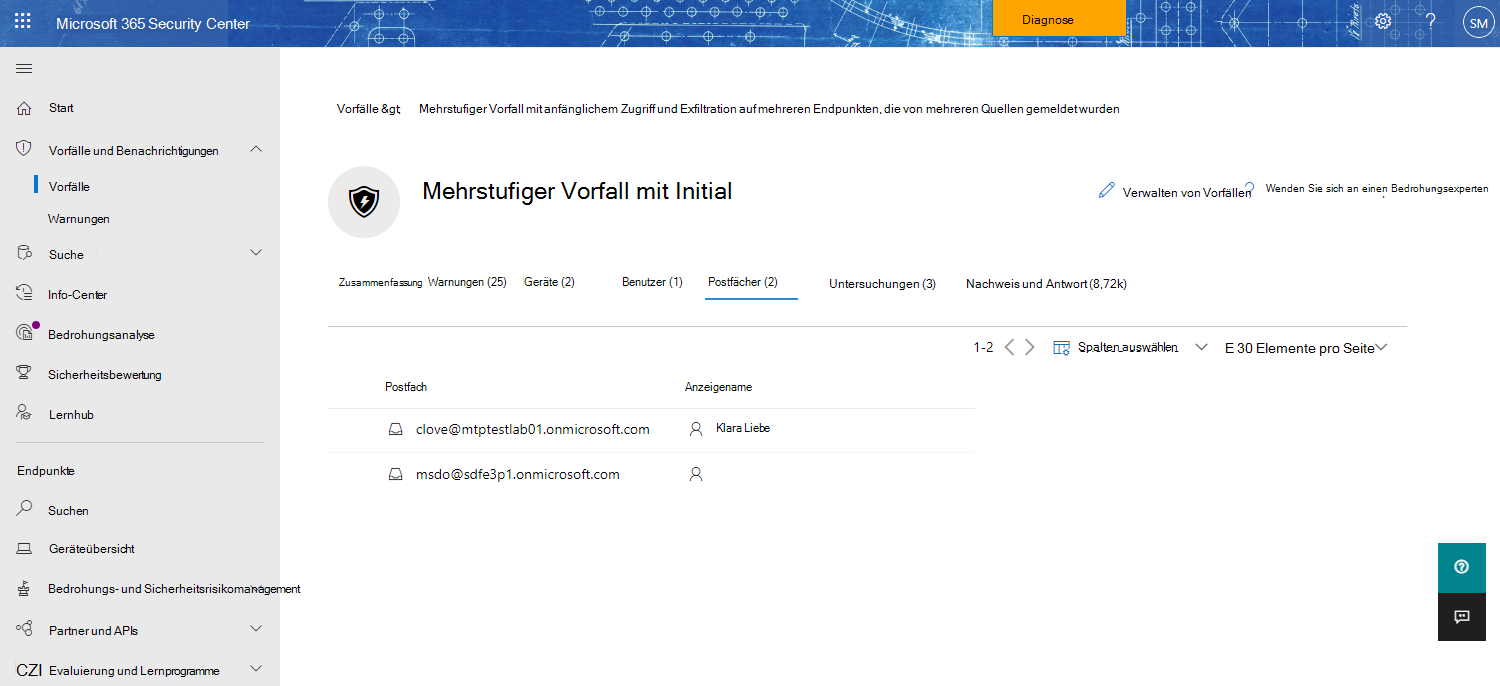 Microsoft 365 Security Center
Diagnose
?
SM
Start
Vorfälle und Benachrichtigungen
Vorfälle
Warnungen
Suche
Info-Center
Bedrohungsanalyse
Sicherheitsbewertung
Lernhub
Endpunkte
Suchen
Geräteübersicht
Bedrohungs- und Sicherheitsrisikomanagement
Partner und APIs
CZI Evaluierung und Lernprogramme
Vorfälle &gt; Mehrstufiger Vorfall mit anfänglichem Zugriff und Exfiltration auf mehreren Endpunkten, die von mehreren Quellen gemeldet wurden
Mehrstufiger Vorfall mit Initial
Verwalten von Vorfällen
? Wenden Sie sich an einen Bedrohungsexperten
Zusammenfassung Warnungen (25) Geräte (2) Benutzer (1) Postfächer (2) Untersuchungen (3) Nachweis und Antwort (8,72k)
1-2 Spalten auswählen E 30 Elemente pro Seite
Postfach Anzeigename
clove@mtptestlab01.onmicrosoft.com Klara Liebe
msdo@sdfe3p1.onmicrosoft.com